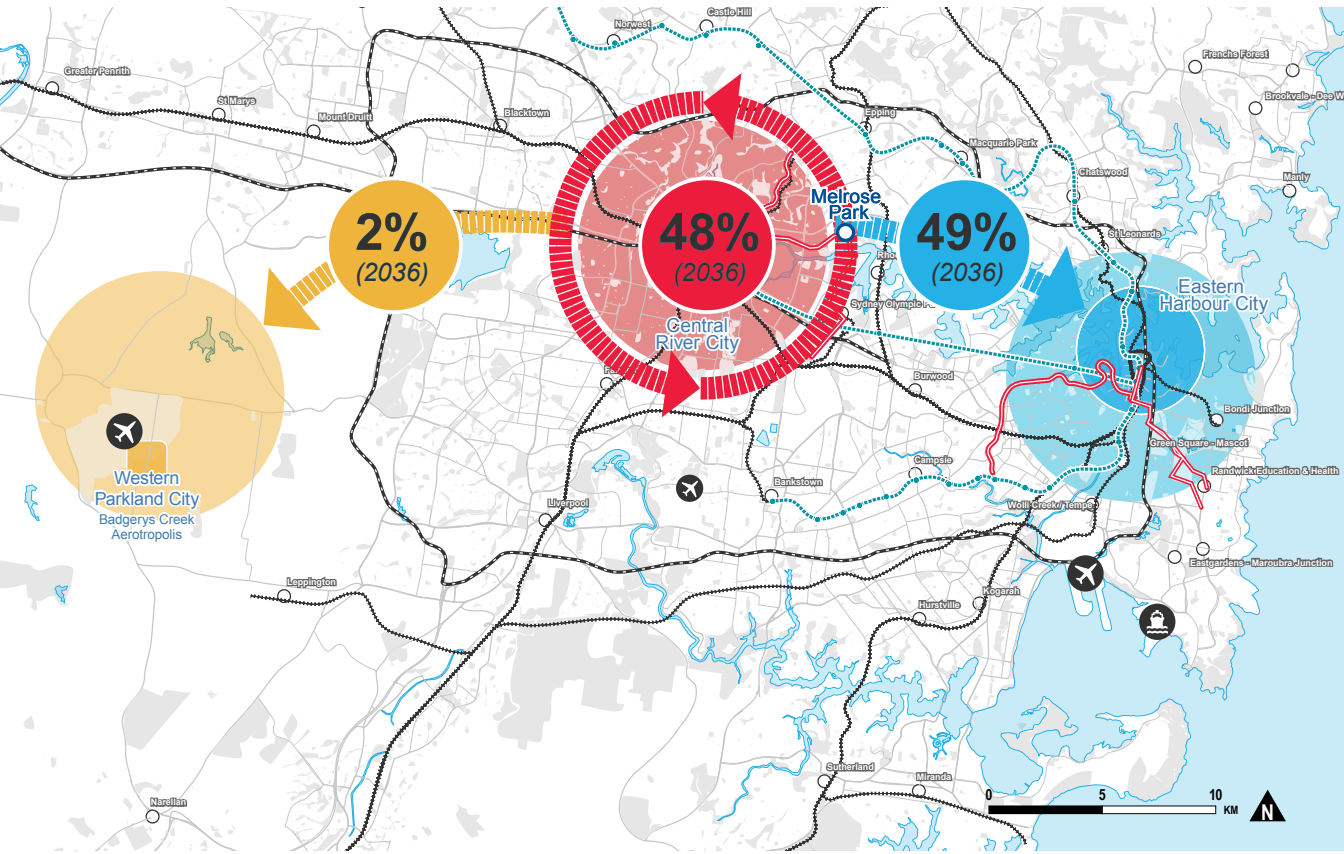 Castle Hill
Norwest
Frenchs Forest
Greater Penrith
Brookvale - Dee W
St Marys
Blacktown
Mount Druitt
Epping
Macquarie Park
Chatswood
Manly
Melrose
Park
2%
(2036)
48%
(2036)
49%
(2036)
St Leonards
Rho
Eastern
Harbour City
Sydney Olympic
Central
River City
Burwood
Bondi Junction
Green Square - Mascot
Campsie
Randwick Education & Health
Western
Parkland City
Badgerys Creek
Aerotropolis
Bankstown
Liverpool
Wolli Creek / Tempe
Eastgardens - Maroubra Junction
Leppington
Kogarah
Hurstville
Sutherland
Miranda
Narellan
0
5
10
KM
N